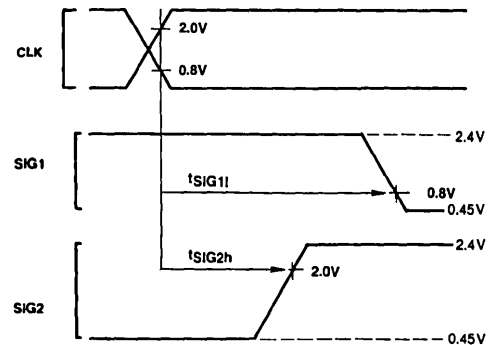 2.0V
CLK
0.8V
2.4V
SIG1
tSIG1l
0.8V
0.45V
2.4V
tSIG2h
2.0V
SIG2
0.45V